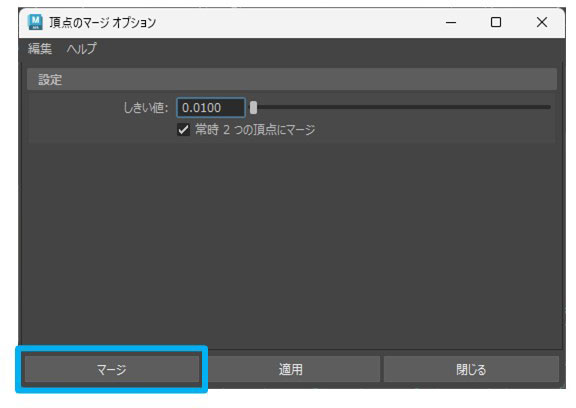 頂点のマージ オプション
編集 ヘルプ
設定
しきい値: 0.0100
常時 2 つの頂点にマージ
マージ 適用 閉じる